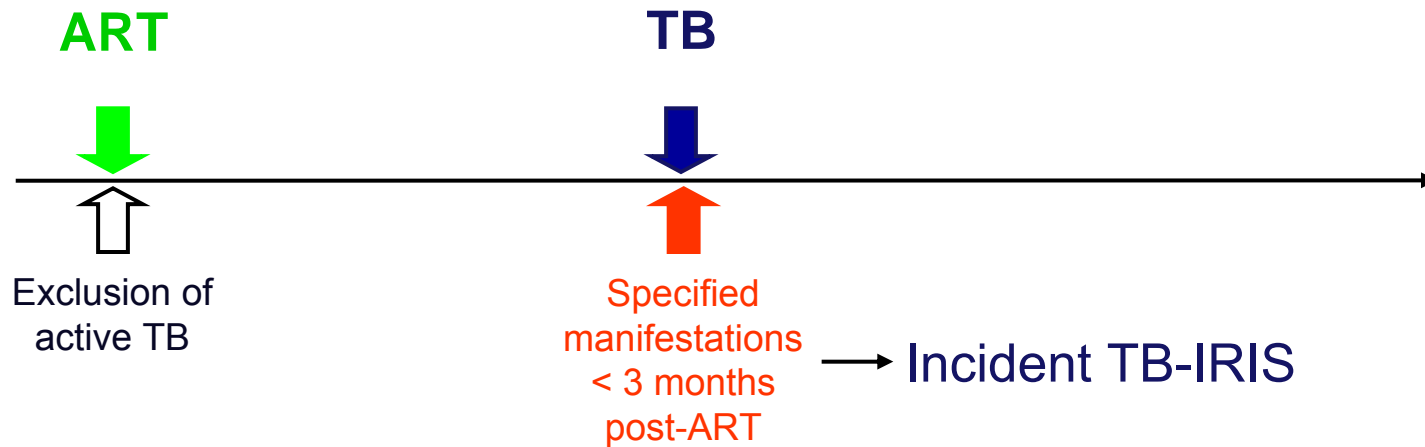 ART
TB
Exclusion of
active TB
Specified
manifestations
< 3 months
post-ART
Incident TB-IRIS